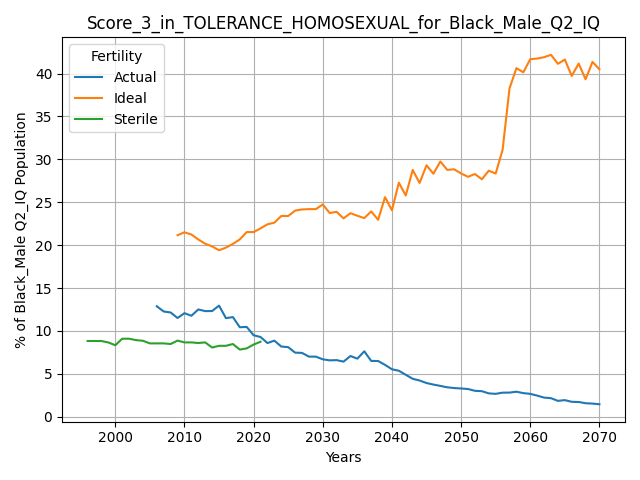 Score_3_in_TOLERANCE_HOMOSEXUAL_for_Black_Male_Q2_IQ
Fertility
Actual
Ideal
Sterile
% of Black_Male Q2_IQ Population
40
35
30
25
20
15
10
5
0
2000 2010 2020 2030 2040 2050 2060 2070
Years